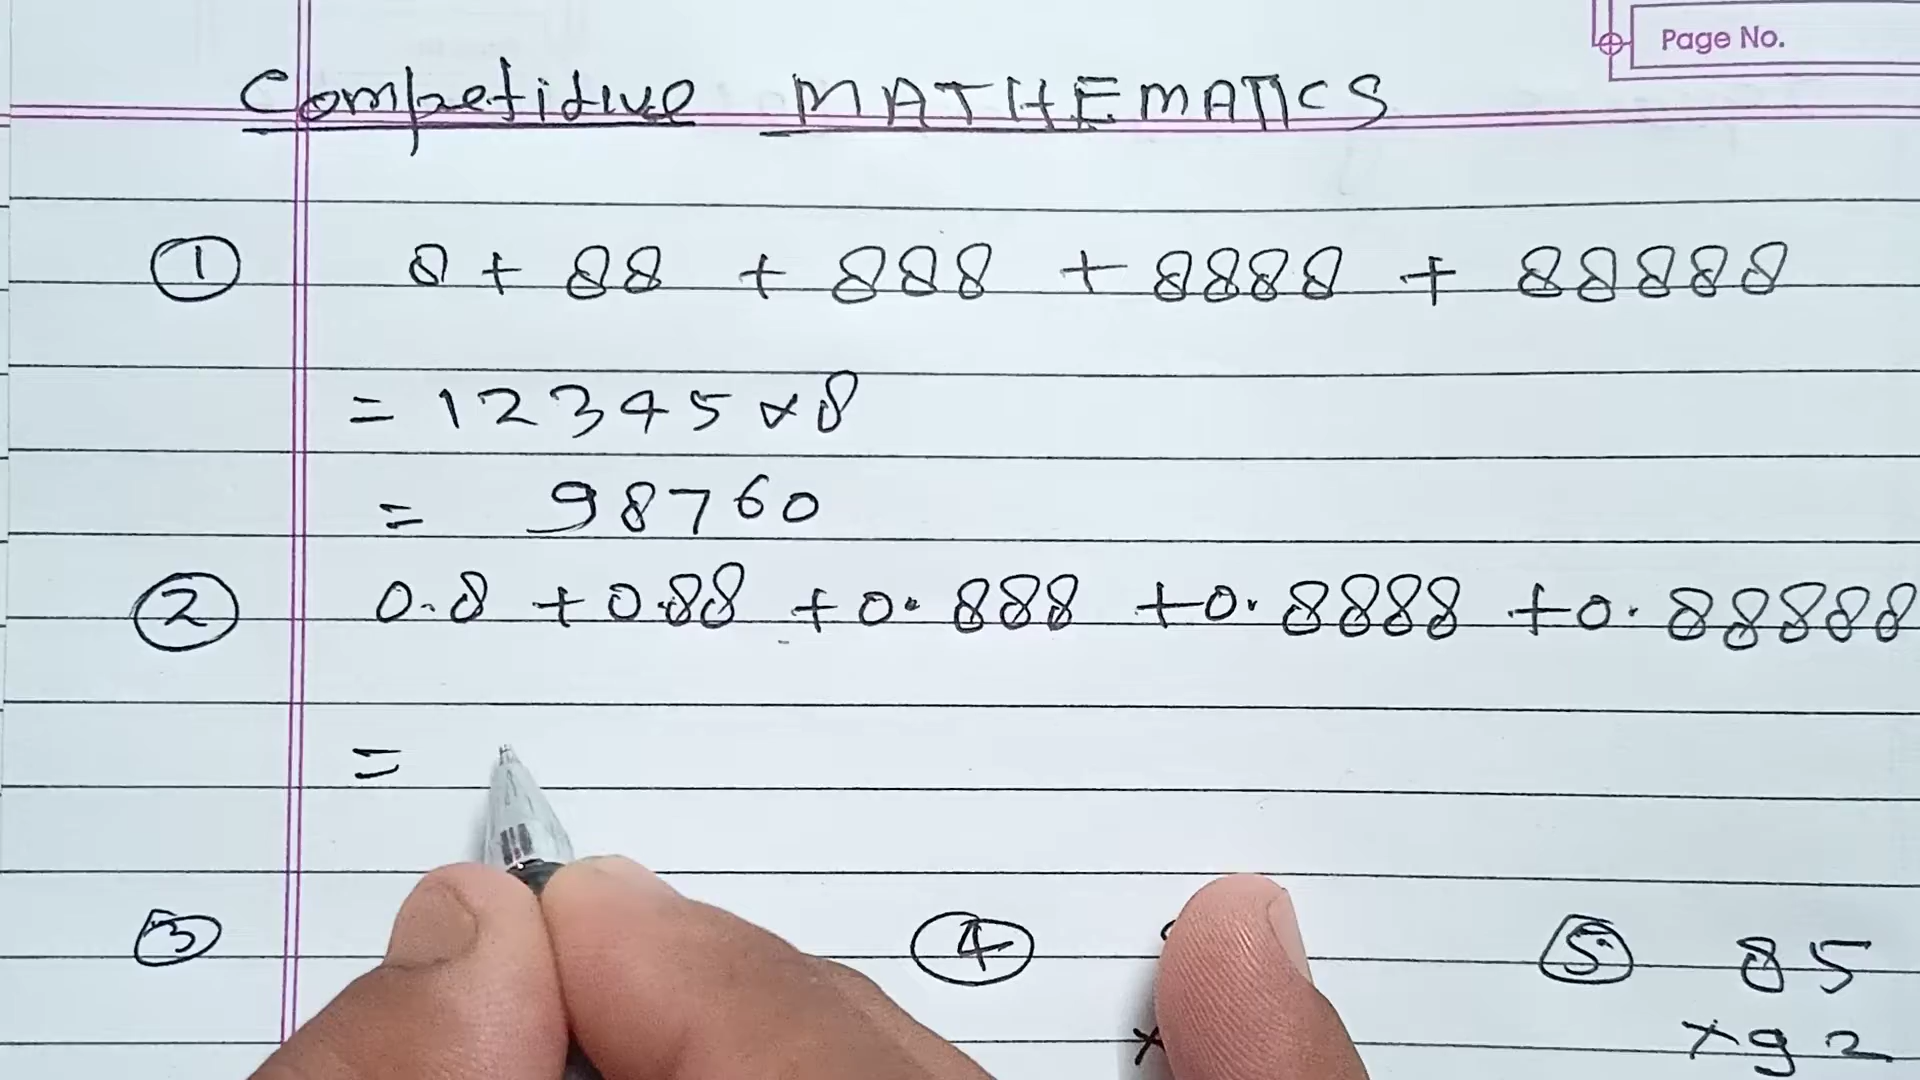 Page No.
Competitive MATHEMATICS
① 8 + 88 + 888 + 8888 + 88888
= 12345 × 8
= 98760
② 0.8 + 0.88 + 0.888 + 0.8888 + 0.88888
=
③ ④ ⑤ 85
× × 92